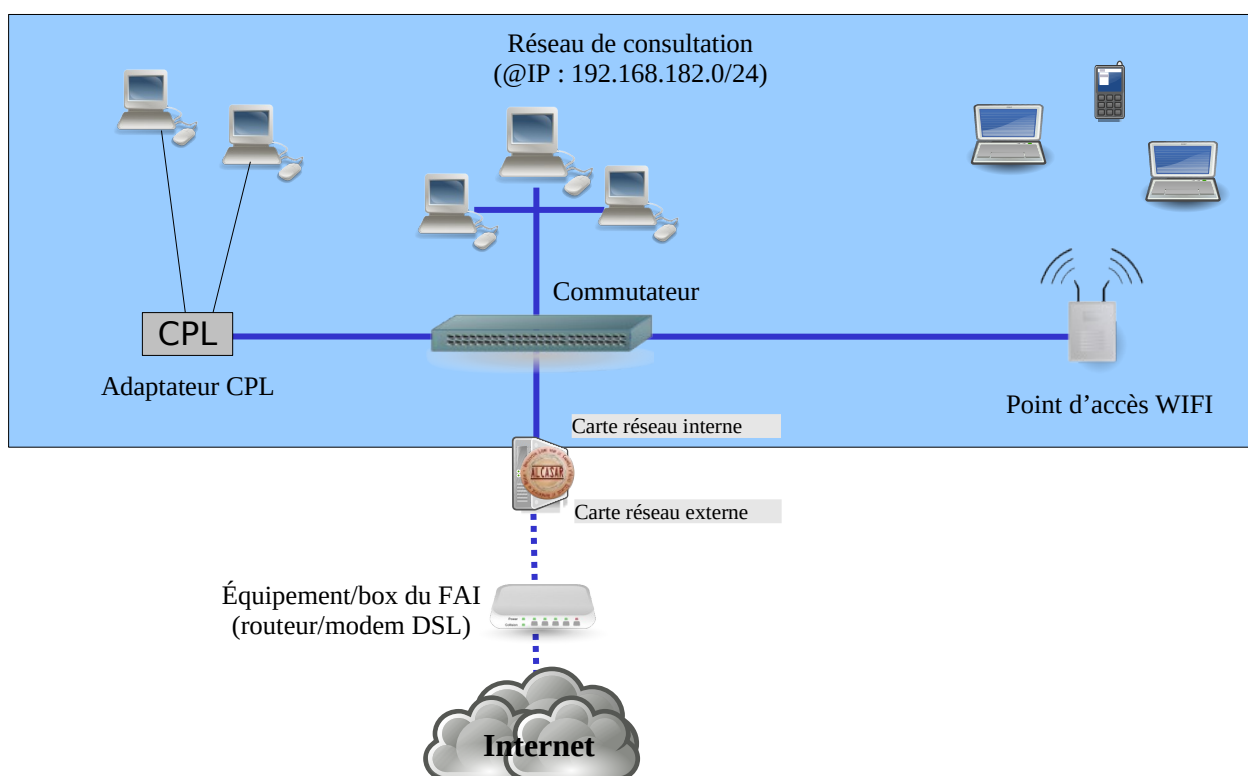 Réseau de consultation
(@IP : 192.168.182.0/24)
Commutateur
CPL
Adaptateur CPL
Point d’accès WIFI
Carte réseau interne
ALCASAR
Carte réseau externe
Équipement/box du FAI
(routeur/modem DSL)
Internet